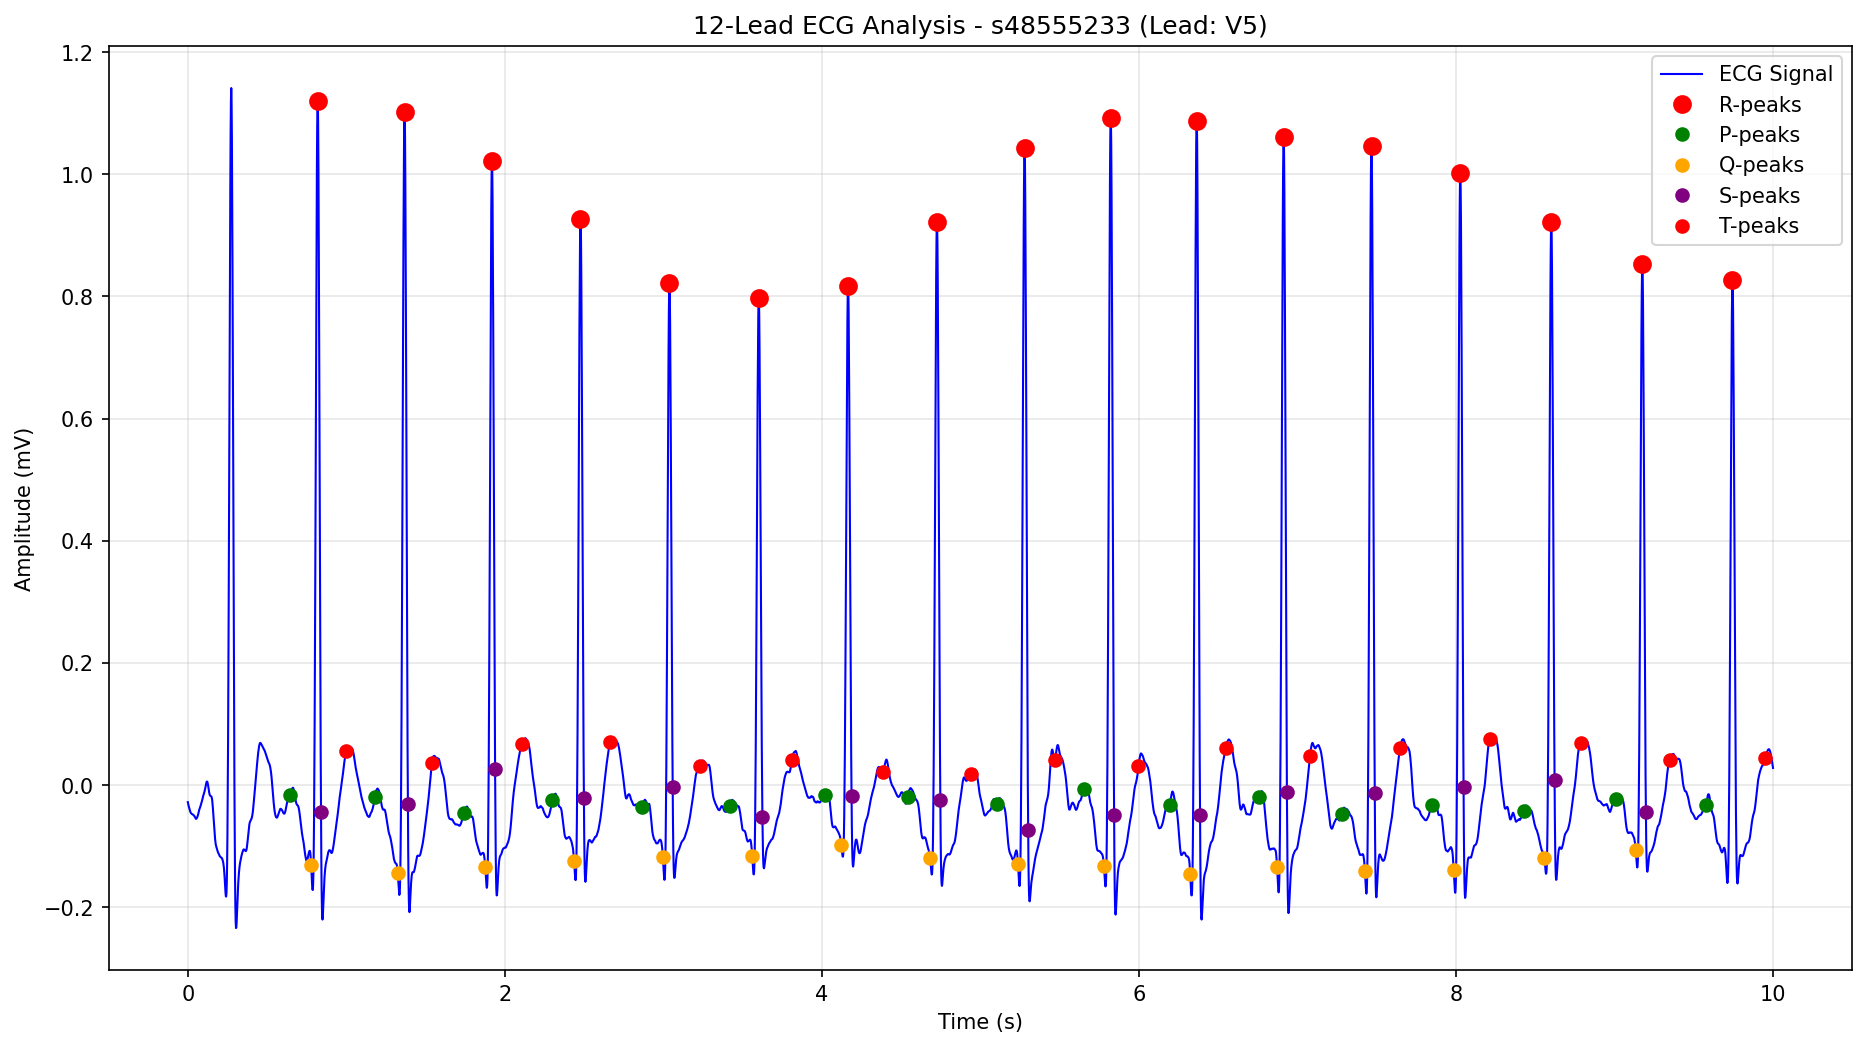 12-Lead ECG Analysis - s48555233 (Lead: V5)
ECG Signal
R-peaks
P-peaks
Q-peaks
S-peaks
T-peaks
Amplitude (mV)
1.2
1.0
0.8
0.6
0.4
0.2
0.0
−0.2
0 2 4 6 8 10
Time (s)